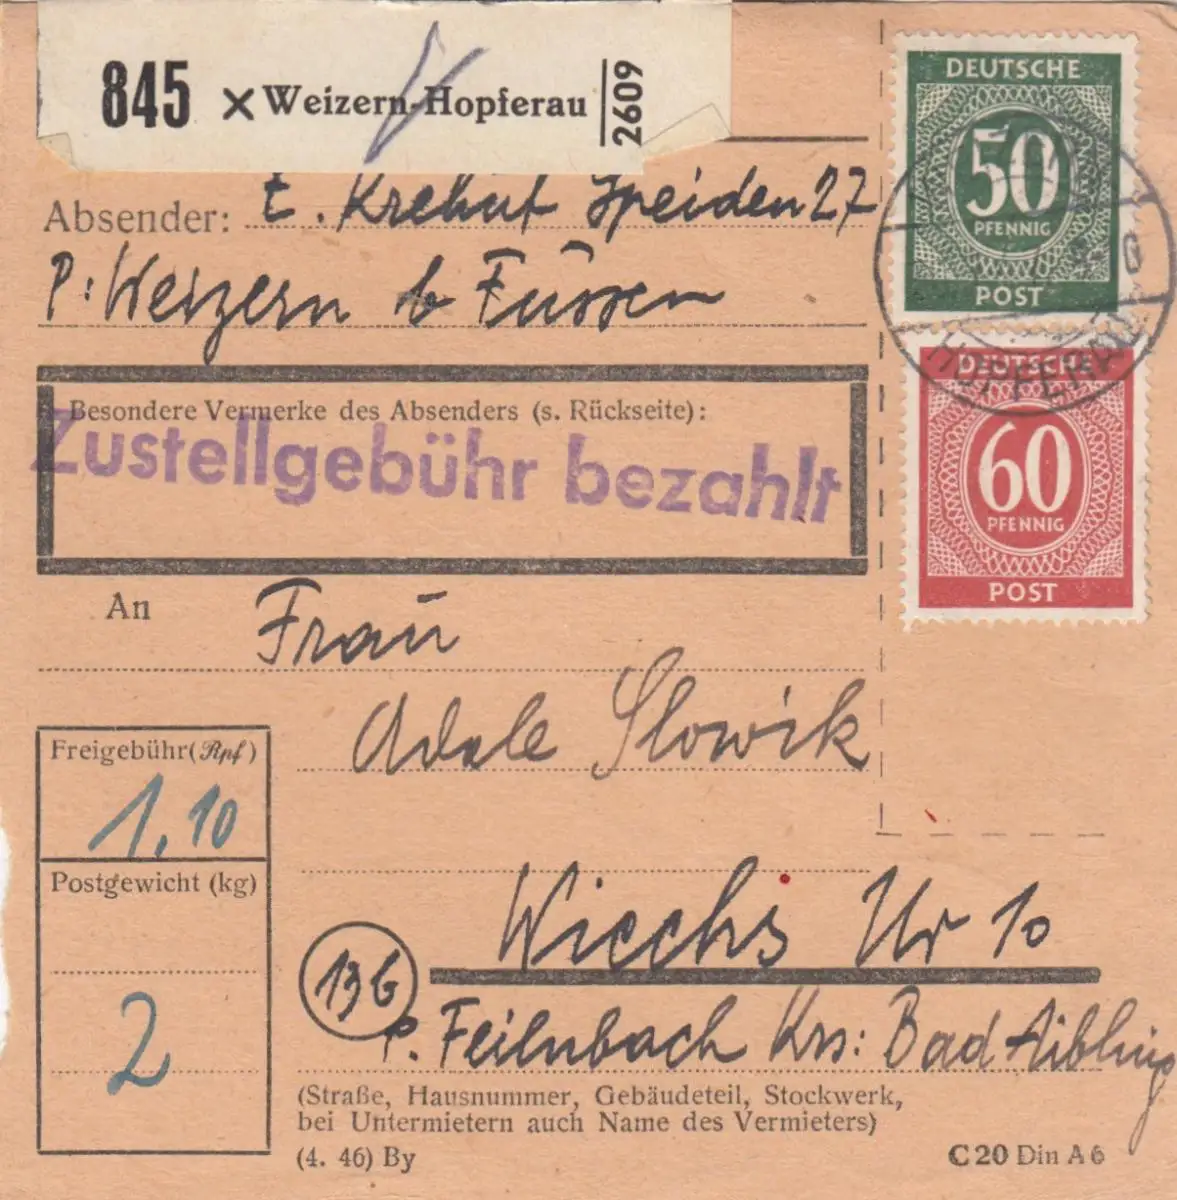 845 × Weizern-Hopferau 2609
Absender: E. Krehut Speiden 27
P: Weizern b Füssen
Besondere Vermerke des Absenders (s. Rückseite):
Zustellgebühr bezahlt
DEUTSCHE
50
PFENNIG
POST
DEUTSCHE
60
PFENNIG
POST
An Frau
Adele Slowik
Freigebühr (Rpf)
1.10
Postgewicht (kg)
2
Wiechs Nr 10
13b
P. Feilnbach Krs: Bad Aibling
(Straße, Hausnummer, Gebäudeteil, Stockwerk,
bei Untermietern auch Name des Vermieters)
(4. 46) By
C 20 Din A 6